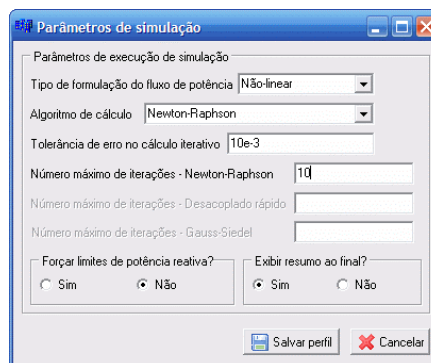 Parâmetros de simulação
Parâmetros de execução de simulação
Tipo de formulação do fluxo de potência Não-linear
Algoritmo de cálculo Newton-Raphson
Tolerância de erro no cálculo iterativo 10e-3
Número máximo de iterações - Newton-Raphson 10
Número máximo de iterações - Desacoplado rápido
Número máximo de iterações - Gauss-Siedel
Forçar limites de potência reativa? Exibir resumo ao final?
Sim Não Sim Não
Salvar perfil Cancelar